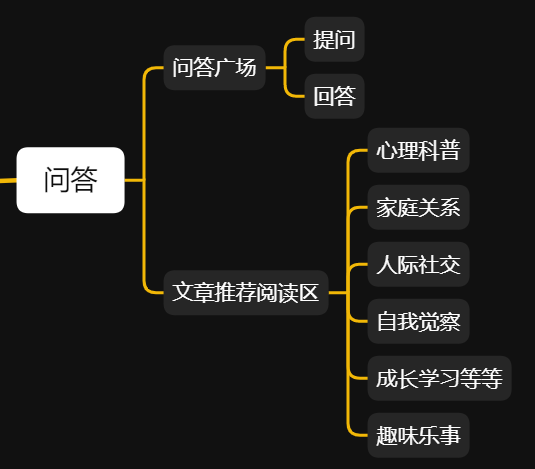 问答
问答广场
提问
回答
文章推荐阅读区
心理科普
家庭关系
人际社交
自我觉察
成长学习等等
趣味乐事